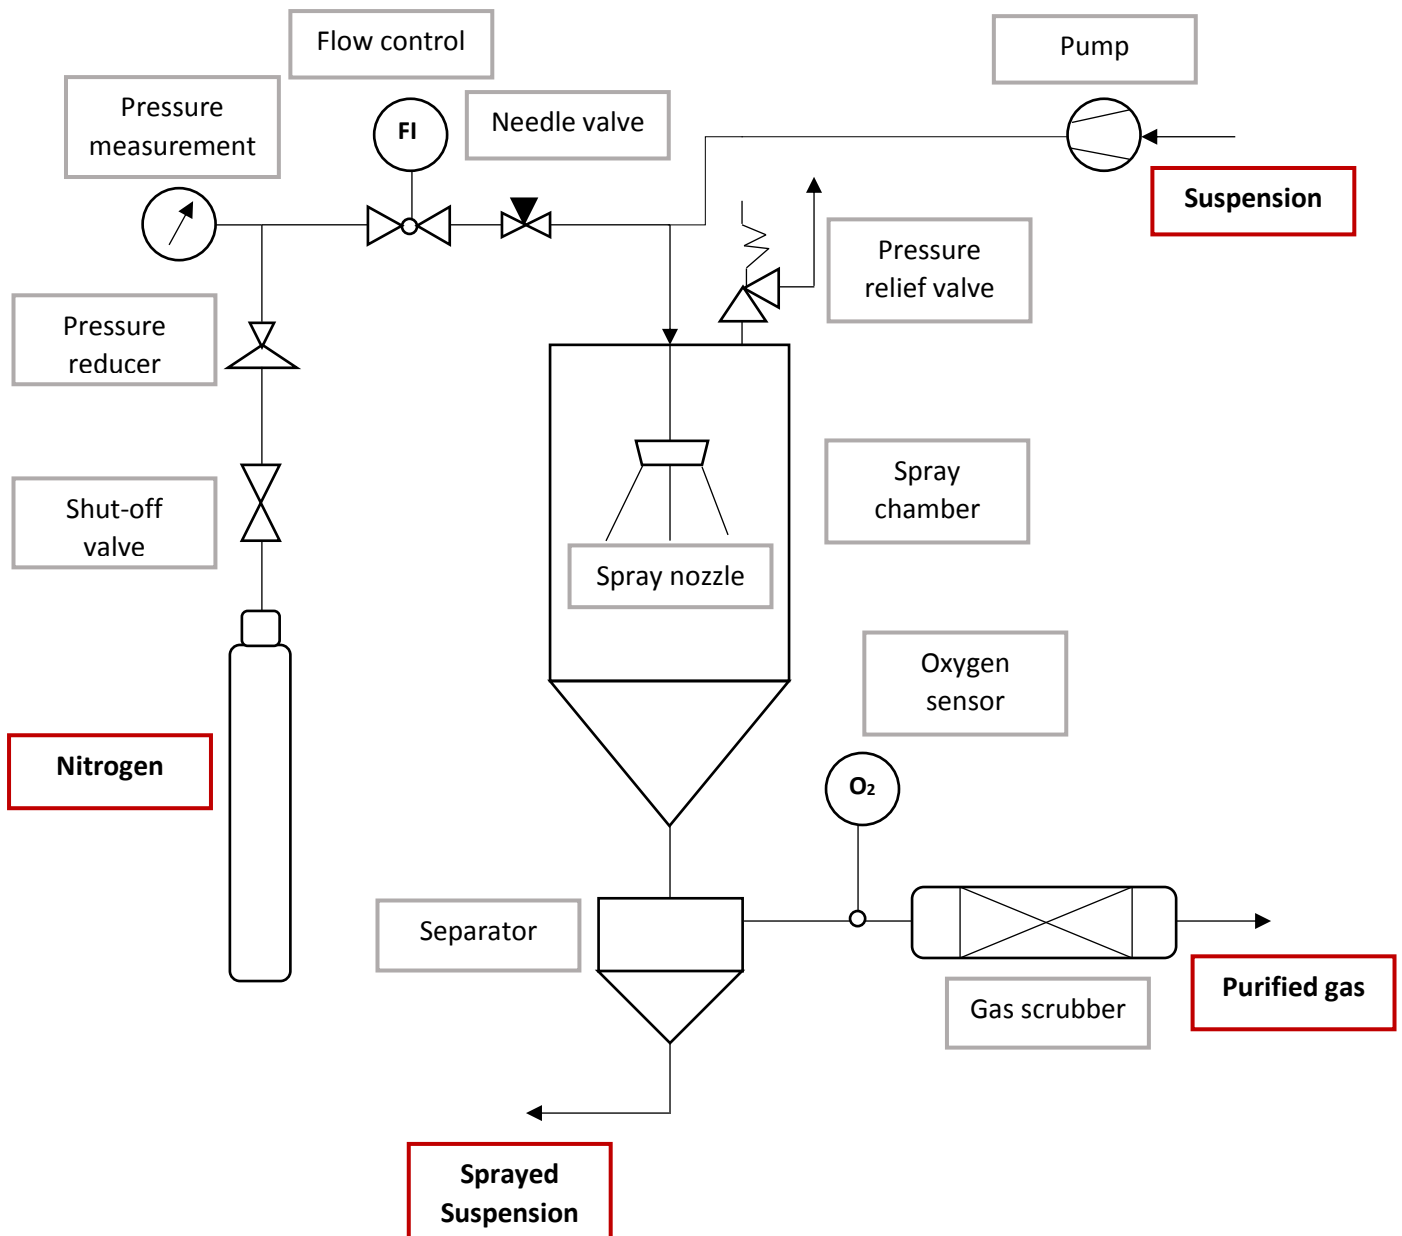 Flow control
Pump
Pressure
measurement
FI
Needle valve
Suspension
Pressure
relief valve
Pressure
reducer
Spray
chamber
Shut-off
valve
Spray nozzle
Oxygen
sensor
Nitrogen
O₂
Separator
Purified gas
Gas scrubber
Sprayed
Suspension